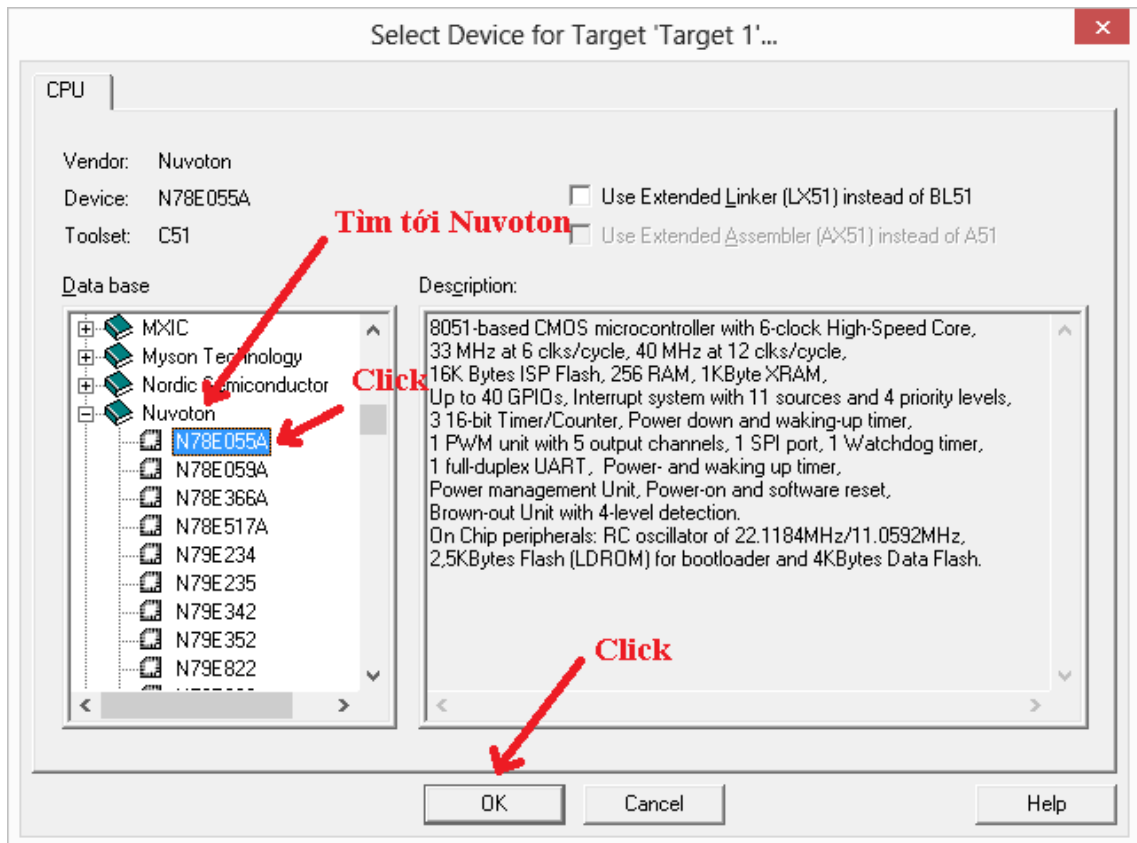 Select Device for Target 'Target 1'...
CPU
Vendor: Nuvoton
Device: N78E055A
Use Extended Linker (LX51) instead of BL51
Tìm tới Nuvoton
Toolset: C51
Use Extended Assembler (AX51) instead of A51
Data base
Description:
MXIC
Myson Technology
Nordic Semiconductor
Click
Nuvoton
N78E055A
N78E059A
N78E366A
N78E517A
N79E234
N79E235
N79E342
N79E352
N79E822
8051-based CMOS microcontroller with 6-clock High-Speed Core,
33 MHz at 6 clks/cycle, 40 MHz at 12 clks/cycle,
16K Bytes ISP Flash, 256 RAM, 1KByte XRAM,
Up to 40 GPIOs, Interrupt system with 11 sources and 4 priority levels,
3 16-bit Timer/Counter, Power down and waking-up timer,
1 PWM unit with 5 output channels, 1 SPI port, 1 Watchdog timer,
1 full-duplex UART, Power- and waking up timer,
Power management Unit, Power-on and software reset,
Brown-out Unit with 4-level detection.
On Chip peripherals: RC oscillator of 22.1184MHz/11.0592MHz,
2,5KBytes Flash (LDROM) for bootloader and 4KBytes Data Flash.
Click
OK
Cancel
Help